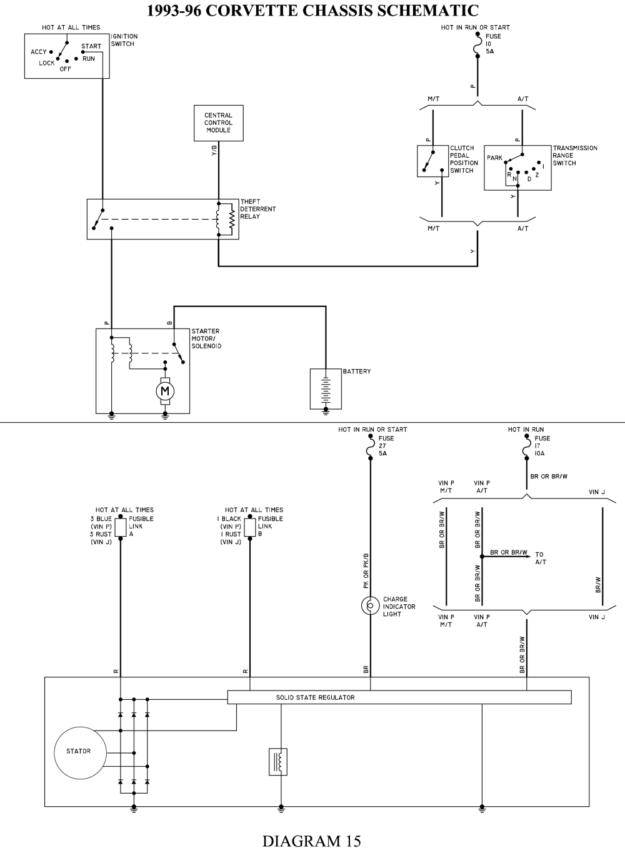 1993-96 CORVETTE CHASSIS SCHEMATIC
HOT AT ALL TIMES
IGNITION
SWITCH
ACCY
START
LOCK
RUN
OFF
HOT IN RUN OR START
FUSE
10
5A
P
M/T
A/T
P
P
CLUTCH
PEDAL
POSITION
SWITCH
Y
PARK
R
N
D
2
1
TRANSMISSION
RANGE
SWITCH
Y
M/T
A/T
Y
CENTRAL
CONTROL
MODULE
Y/B
THEFT
DETERRENT
RELAY
P
B
STARTER
MOTOR/
SOLENOID
M
BATTERY
HOT AT ALL TIMES
3 BLUE
(VIN P)
3 RUST
(VIN J)
FUSIBLE
LINK
A
HOT AT ALL TIMES
1 BLACK
(VIN P)
1 RUST
(VIN J)
FUSIBLE
LINK
B
HOT IN RUN OR START
FUSE
27
5A
PK OR PK/B
CHARGE
INDICATOR
LIGHT
HOT IN RUN
FUSE
17
10A
BR OR BR/W
VIN P
M/T
VIN P
A/T
VIN J
BR OR BR/W
BR OR BR/W
BR OR BR/W
TO
A/T
BR OR BR/W
BR/W
VIN P
M/T
VIN P
A/T
VIN J
R
R
BR
BR OR BR/W
SOLID STATE REGULATOR
STATOR
DIAGRAM 15